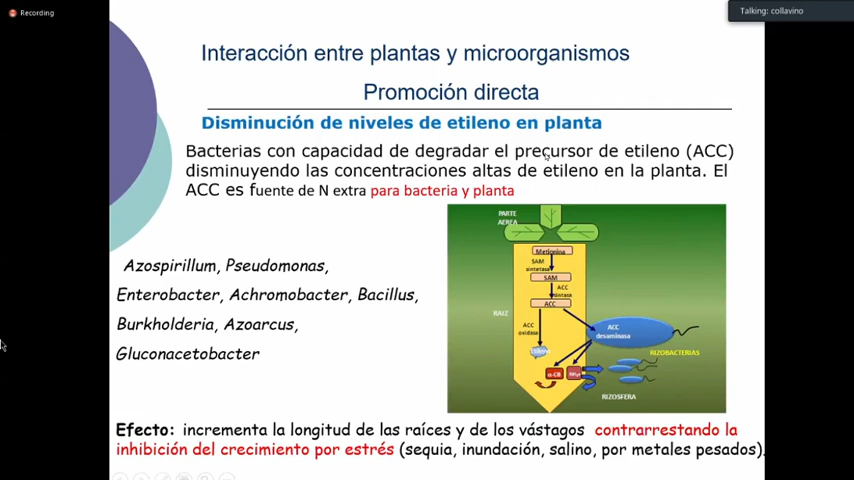 Recording
Talking: collavino
Interacción entre plantas y microorganismos
Promoción directa
Disminución de niveles de etileno en planta
Bacterias con capacidad de degradar el precursor de etileno (ACC)
disminuyendo las concentraciones altas de etileno en la planta. El
ACC es fuente de N extra para bacteria y planta
PARTE
AEREA
Metionina
SAM
sintetasa
SAM
ACC
sintasa
ACC
RAIZ
ACC
oxidasa
ACC
desaminasa
RIZOBACTERIAS
α-CB
RIZOSFERA
Azospirillum, Pseudomonas,
Enterobacter, Achromobacter, Bacillus,
Burkholderia, Azoarcus,
Gluconacetobacter
Efecto: incrementa la longitud de las raíces y de los vástagos contrarrestando la
inhibición del crecimiento por estrés (sequia, inundación, salino, por metales pesados),